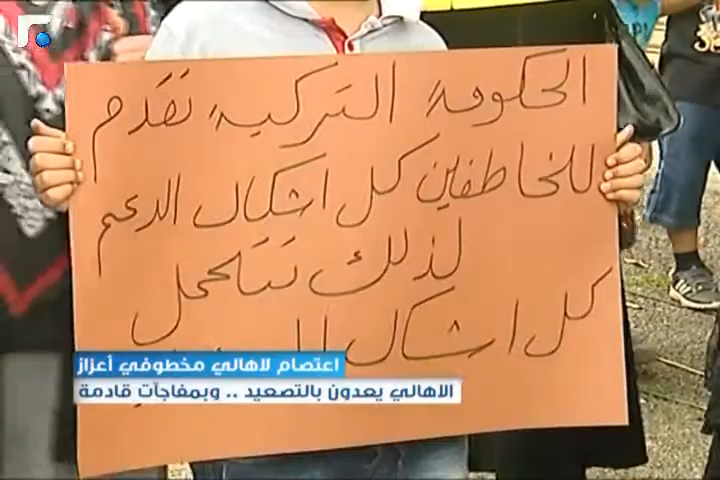 الحكومة التركية تقدم
للخاطفين كل اشكال الدعم
لذلك تتحمل
كل اشكال
اعتصام لاهالي مخطوفي أعزاز
الاهالي يعدون بالتصعيد .. وبمفاجآت قادمة